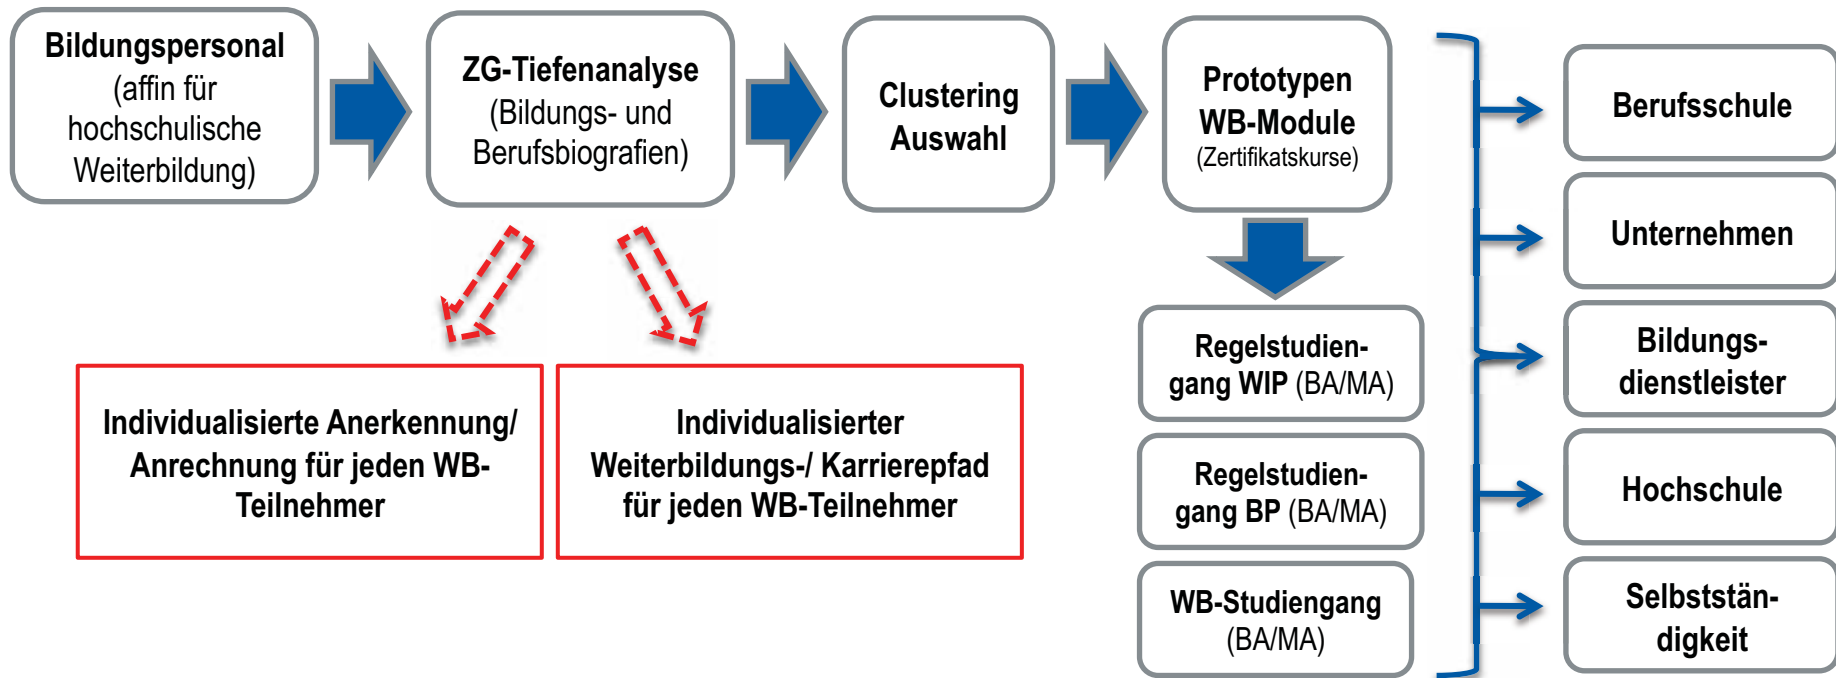 Bildungspersonal
(affin für
hochschulische
Weiterbildung)
ZG-Tiefenanalyse
(Bildungs- und
Berufsbiografien)
Clustering
Auswahl
Prototypen
WB-Module
(Zertifikatskurse)
Individualisierte Anerkennung/
Anrechnung für jeden WB-
Teilnehmer
Individualisierter
Weiterbildungs-/ Karrierepfad
für jeden WB-Teilnehmer
Regelstudien-
gang WIP (BA/MA)
Regelstudien-
gang BP (BA/MA)
WB-Studiengang
(BA/MA)
Berufsschule
Unternehmen
Bildungs-
dienstleister
Hochschule
Selbststän-
digkeit